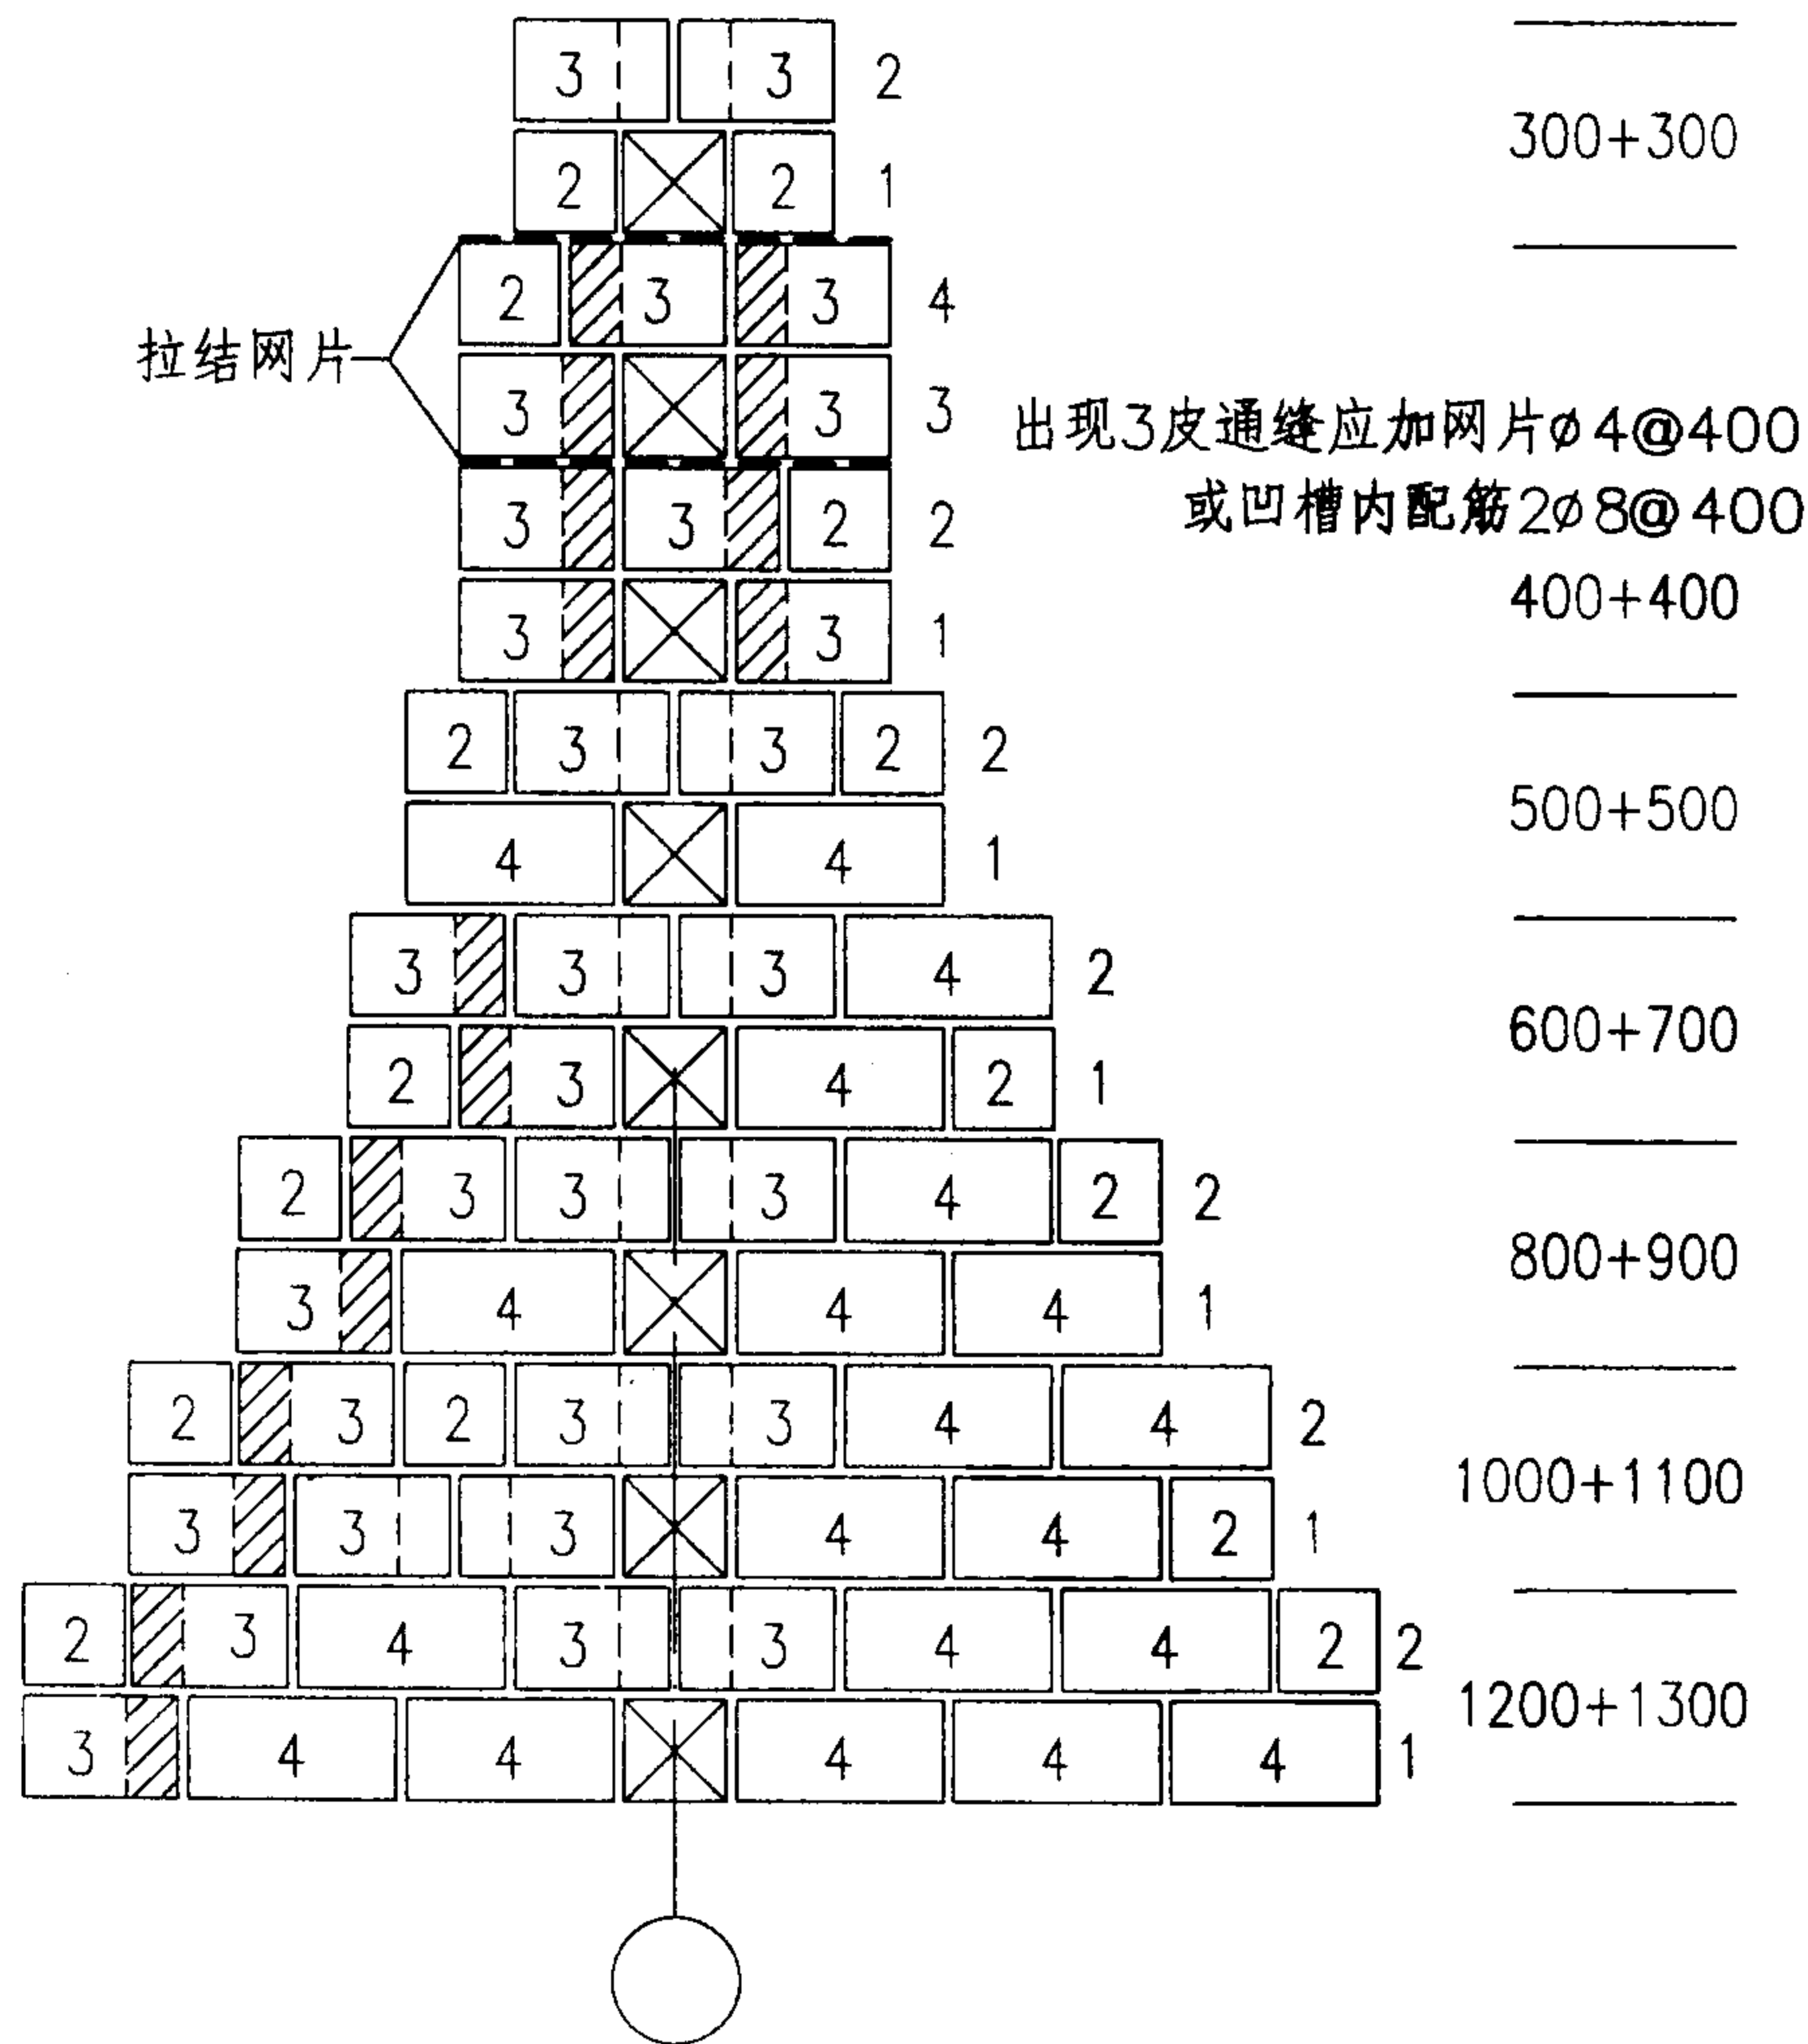 3 3 2
300+300
2 2 1
2 3 3 4
拉结网片
3 3 3
出现3皮通缝应加网片ø4@400
或凹槽内配筋2ø8@400
3 3 2 2
400+400
3 3 1
2 3 3 2 2
500+500
4 4 1
3 3 3 4 2
600+700
2 3 4 2 1
2 3 3 3 4 2 2
800+900
3 4 4 4 1
2 3 2 3 3 4 4 2
1000+1100
3 3 3 4 4 2 1
2 3 4 3 3 4 4 2 2
1200+1300
3 4 4 4 4 4 1